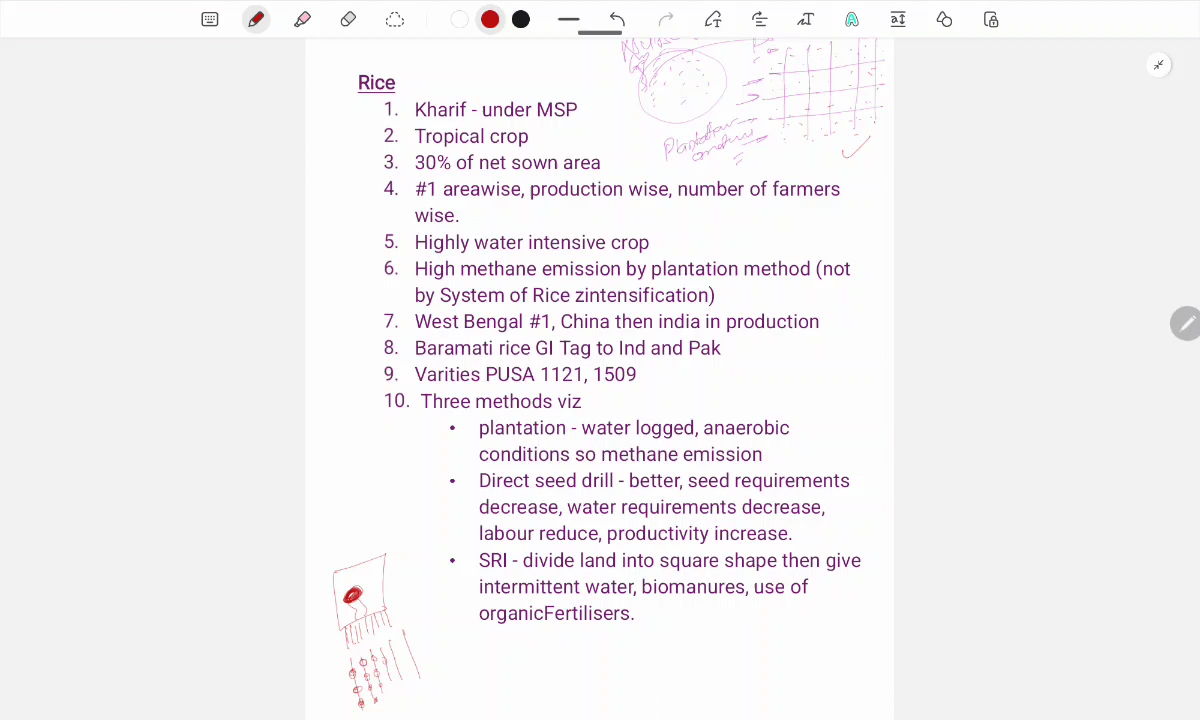 Rice
1. Kharif - under MSP
2. Tropical crop
3. 30% of net sown area
4. #1 areawise, production wise, number of farmers
wise.
5. Highly water intensive crop
6. High methane emission by plantation method (not
by System of Rice zintensification)
7. West Bengal #1, China then india in production
8. Baramati rice GI Tag to Ind and Pak
9. Varities PUSA 1121, 1509
10. Three methods viz
• plantation - water logged, anaerobic
conditions so methane emission
• Direct seed drill - better, seed requirements
decrease, water requirements decrease,
labour reduce, productivity increase.
• SRI - divide land into square shape then give
intermittent water, biomanures, use of
organicFertilisers.